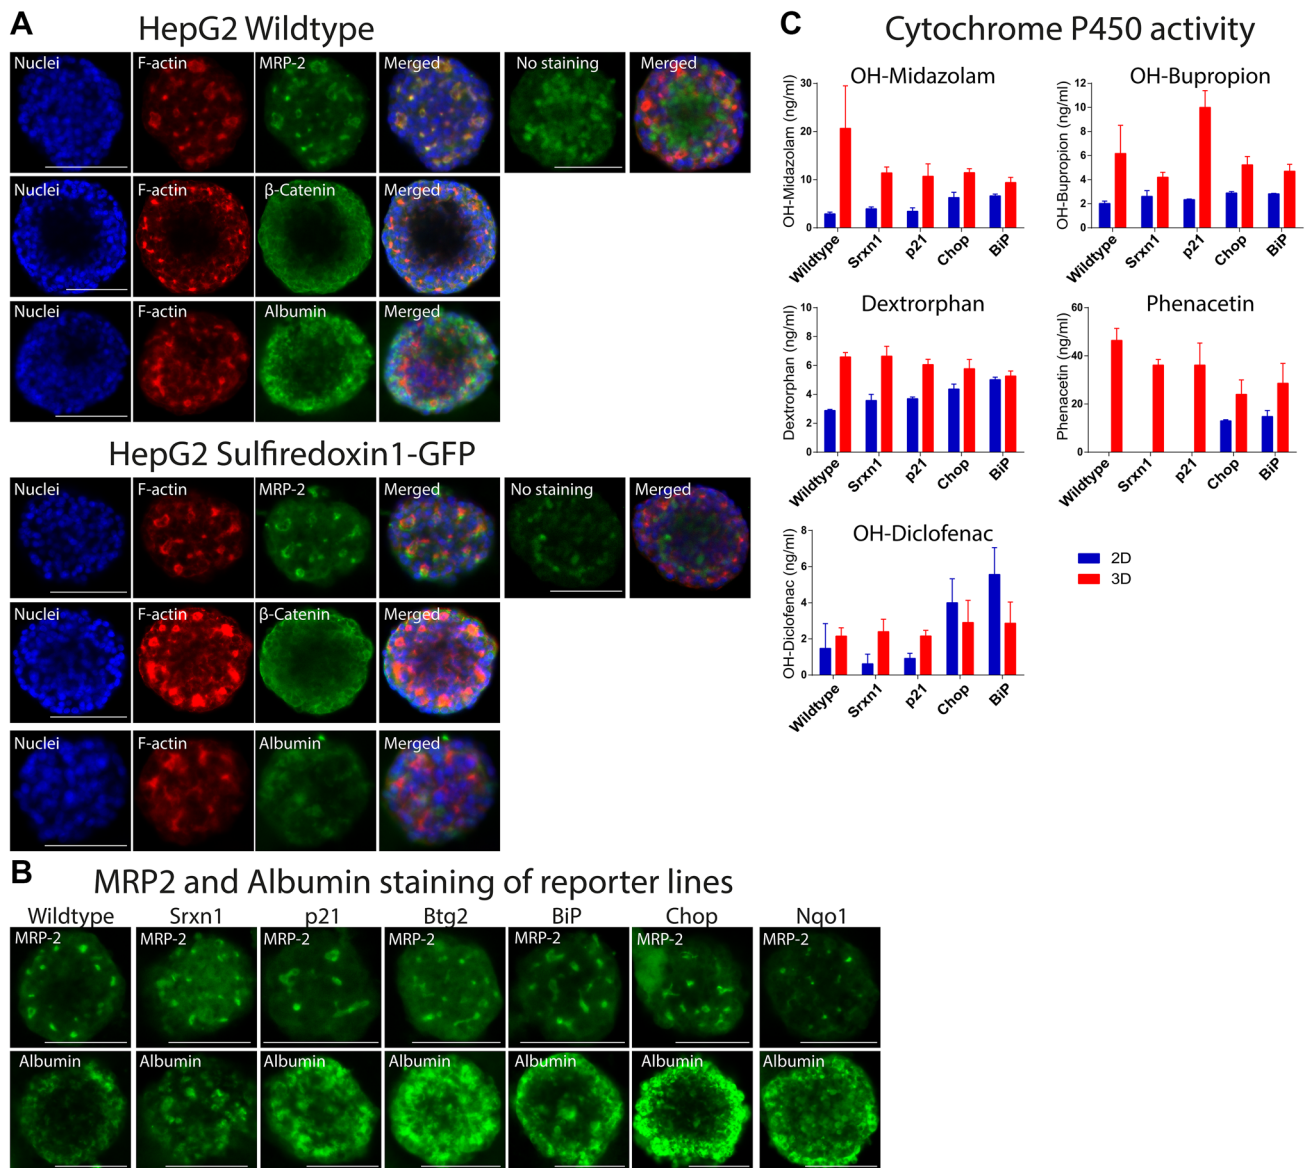 A
HepG2 Wildtype
Nuclei F-actin MRP-2 Merged No staining Merged
Nuclei F-actin β-Catenin Merged
Nuclei F-actin Albumin Merged
HepG2 Sulfiredoxin1-GFP
Nuclei F-actin MRP-2 Merged No staining Merged
Nuclei F-actin β-Catenin Merged
Nuclei F-actin Albumin Merged
B
MRP2 and Albumin staining of reporter lines
Wildtype Srxn1 p21 Btg2 BiP Chop Nqo1
MRP-2 MRP-2 MRP-2 MRP-2 MRP-2 MRP-2 MRP-2
Albumin Albumin Albumin Albumin Albumin Albumin Albumin
C
Cytochrome P450 activity
OH-Midazolam
OH-Midazolam (ng/ml)
30
20
10
0
Wildtype Srxn1 p21 Chop BiP
OH-Bupropion
OH-Bupropion (ng/ml)
12
10
8
6
4
2
0
Wildtype Srxn1 p21 Chop BiP
Dextrorphan
Dextrorphan (ng/ml)
10
8
6
4
2
0
Wildtype Srxn1 p21 Chop BiP
Phenacetin
Phenacetin (ng/ml)
60
40
20
0
Wildtype Srxn1 p21 Chop BiP
OH-Diclofenac
OH-Diclofenac (ng/ml)
8
6
4
2
0
Wildtype Srxn1 p21 Chop BiP
2D
3D